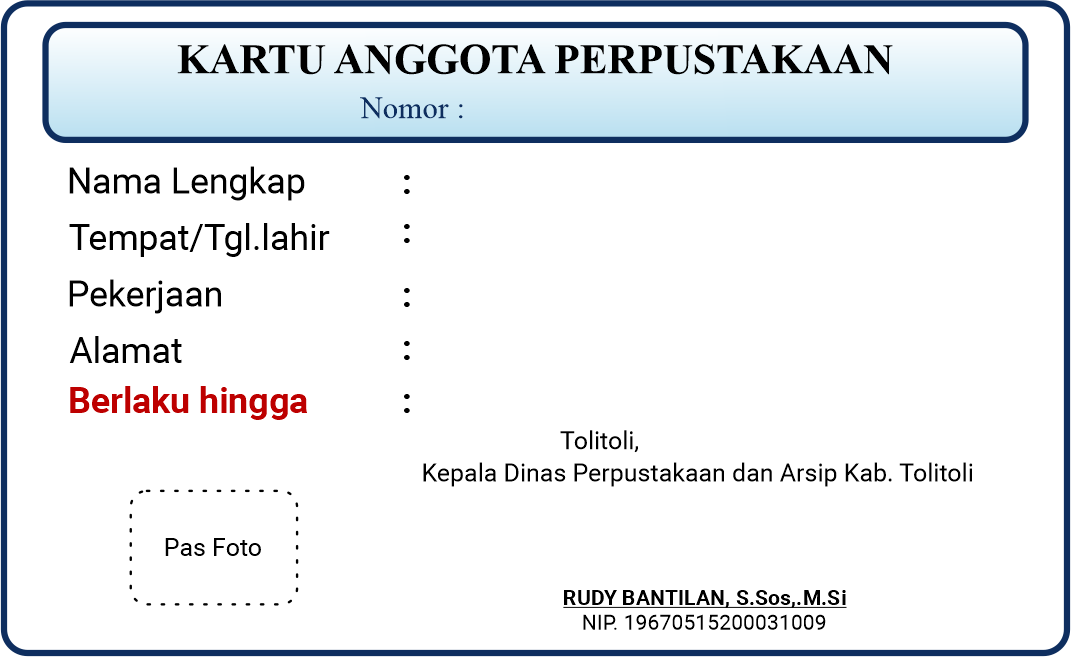 KARTU ANGGOTA PERPUSTAKAAN
Nomor :
Nama Lengkap :
Tempat/Tgl.lahir :
Pekerjaan :
Alamat :
Berlaku hingga :
Tolitoli,
Kepala Dinas Perpustakaan dan Arsip Kab. Tolitoli
Pas Foto
RUDY BANTILAN, S.Sos,.M.Si
NIP. 19670515200031009